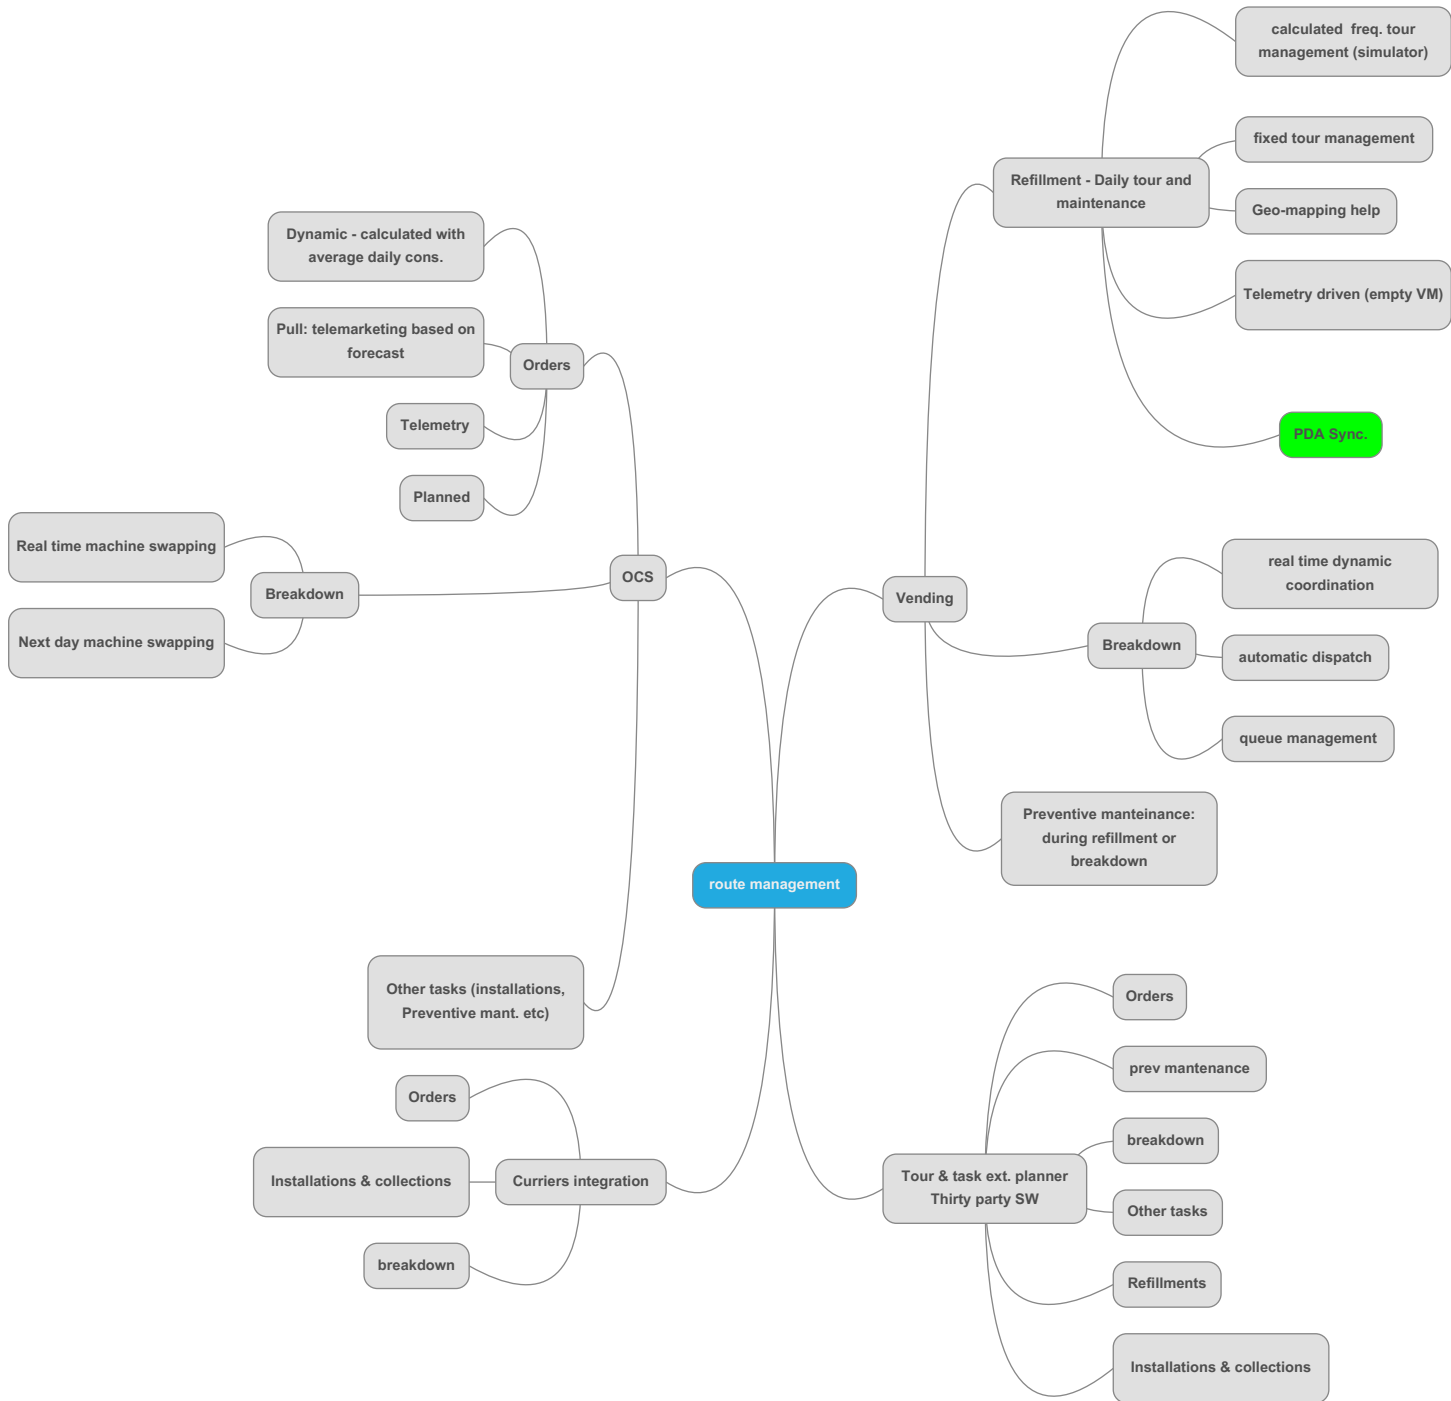 calculated freq. tour
management (simulator)
fixed tour management
Refillment - Daily tour and
maintenance
Geo-mapping help
Telemetry driven (empty VM)
PDA Sync.
Dynamic - calculated with
average daily cons.
Pull: telemarketing based on
forecast
Orders
Telemetry
Planned
Real time machine swapping
Breakdown
Next day machine swapping
OCS
Vending
real time dynamic
coordination
Breakdown
automatic dispatch
queue management
Preventive manteinance:
during refillment or
breakdown
route management
Other tasks (installations,
Preventive mant. etc)
Orders
Installations & collections
Curriers integration
breakdown
Orders
prev mantenance
breakdown
Tour & task ext. planner
Thirty party SW
Other tasks
Refillments
Installations & collections